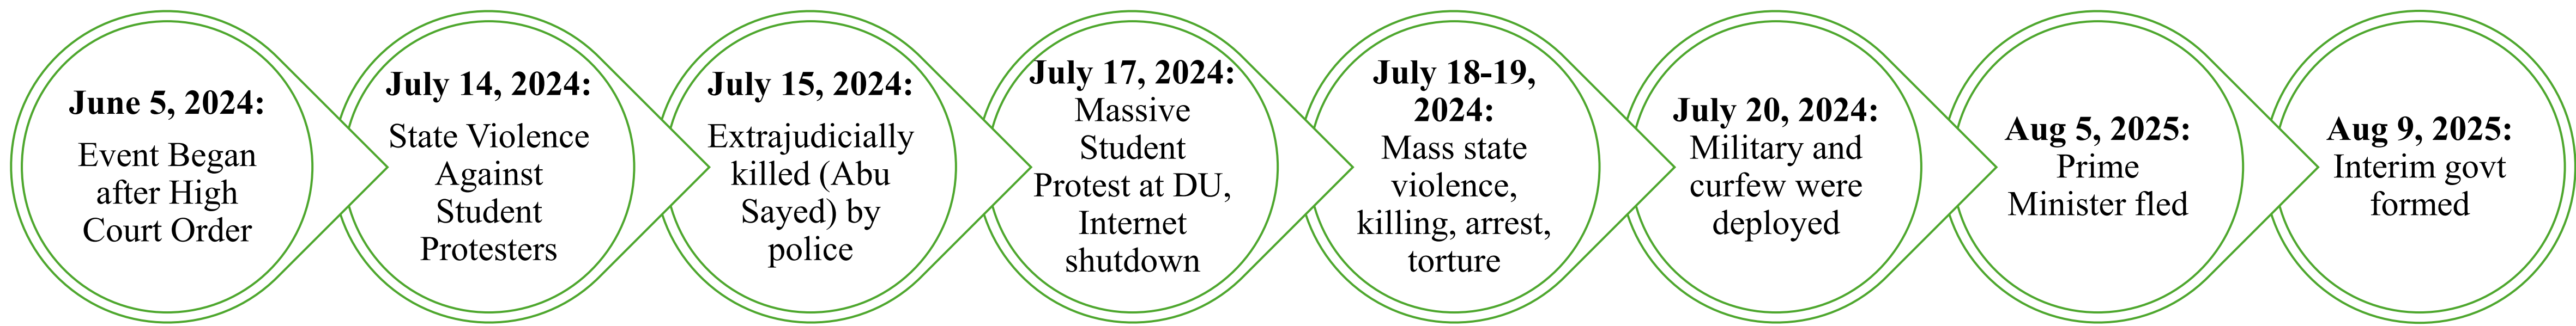 June 5, 2024:
Event Began
after High
Court Order
July 14, 2024:
State Violence
Against
Student
Protesters
July 15, 2024:
Extrajudicially
killed (Abu
Sayed) by
police
July 17, 2024:
Massive
Student
Protest at DU,
Internet
shutdown
July 18-19,
2024:
Mass state
violence,
killing, arrest,
torture
July 20, 2024:
Military and
curfew were
deployed
Aug 5, 2025:
Prime
Minister fled
Aug 9, 2025:
Interim govt
formed